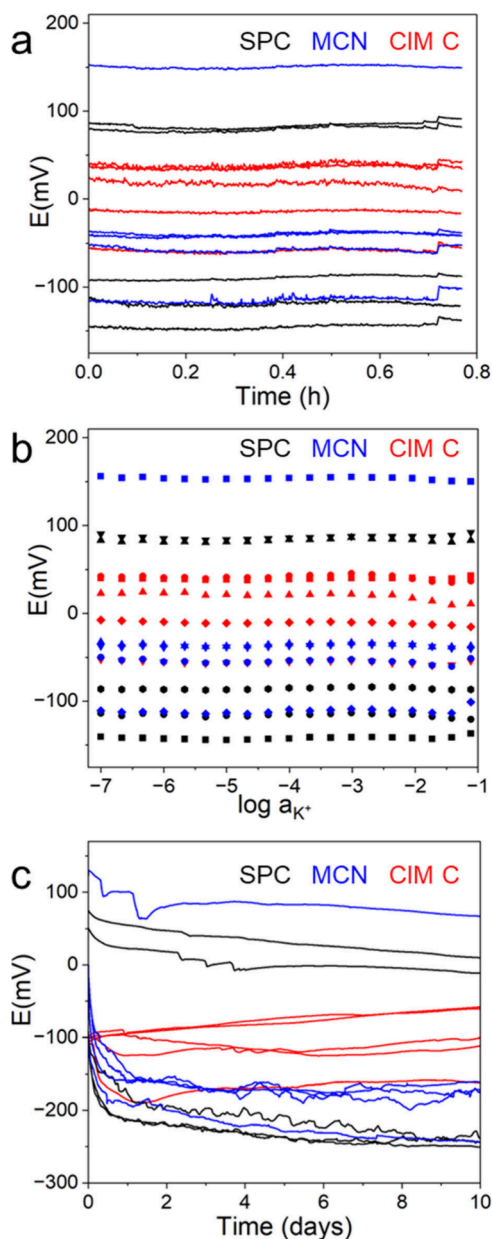 a
SPC MCN CIM C
E(mV)
200
100
0
−100
0.0 0.2 0.4 0.6 0.8
Time (h)
b
SPC MCN CIM C
E(mV)
200
100
0
−100
−7 −6 −5 −4 −3 −2 −1
log aK+
c
SPC MCN CIM C
E(mV)
100
0
−100
−200
−300
0 2 4 6 8 10
Time (days)